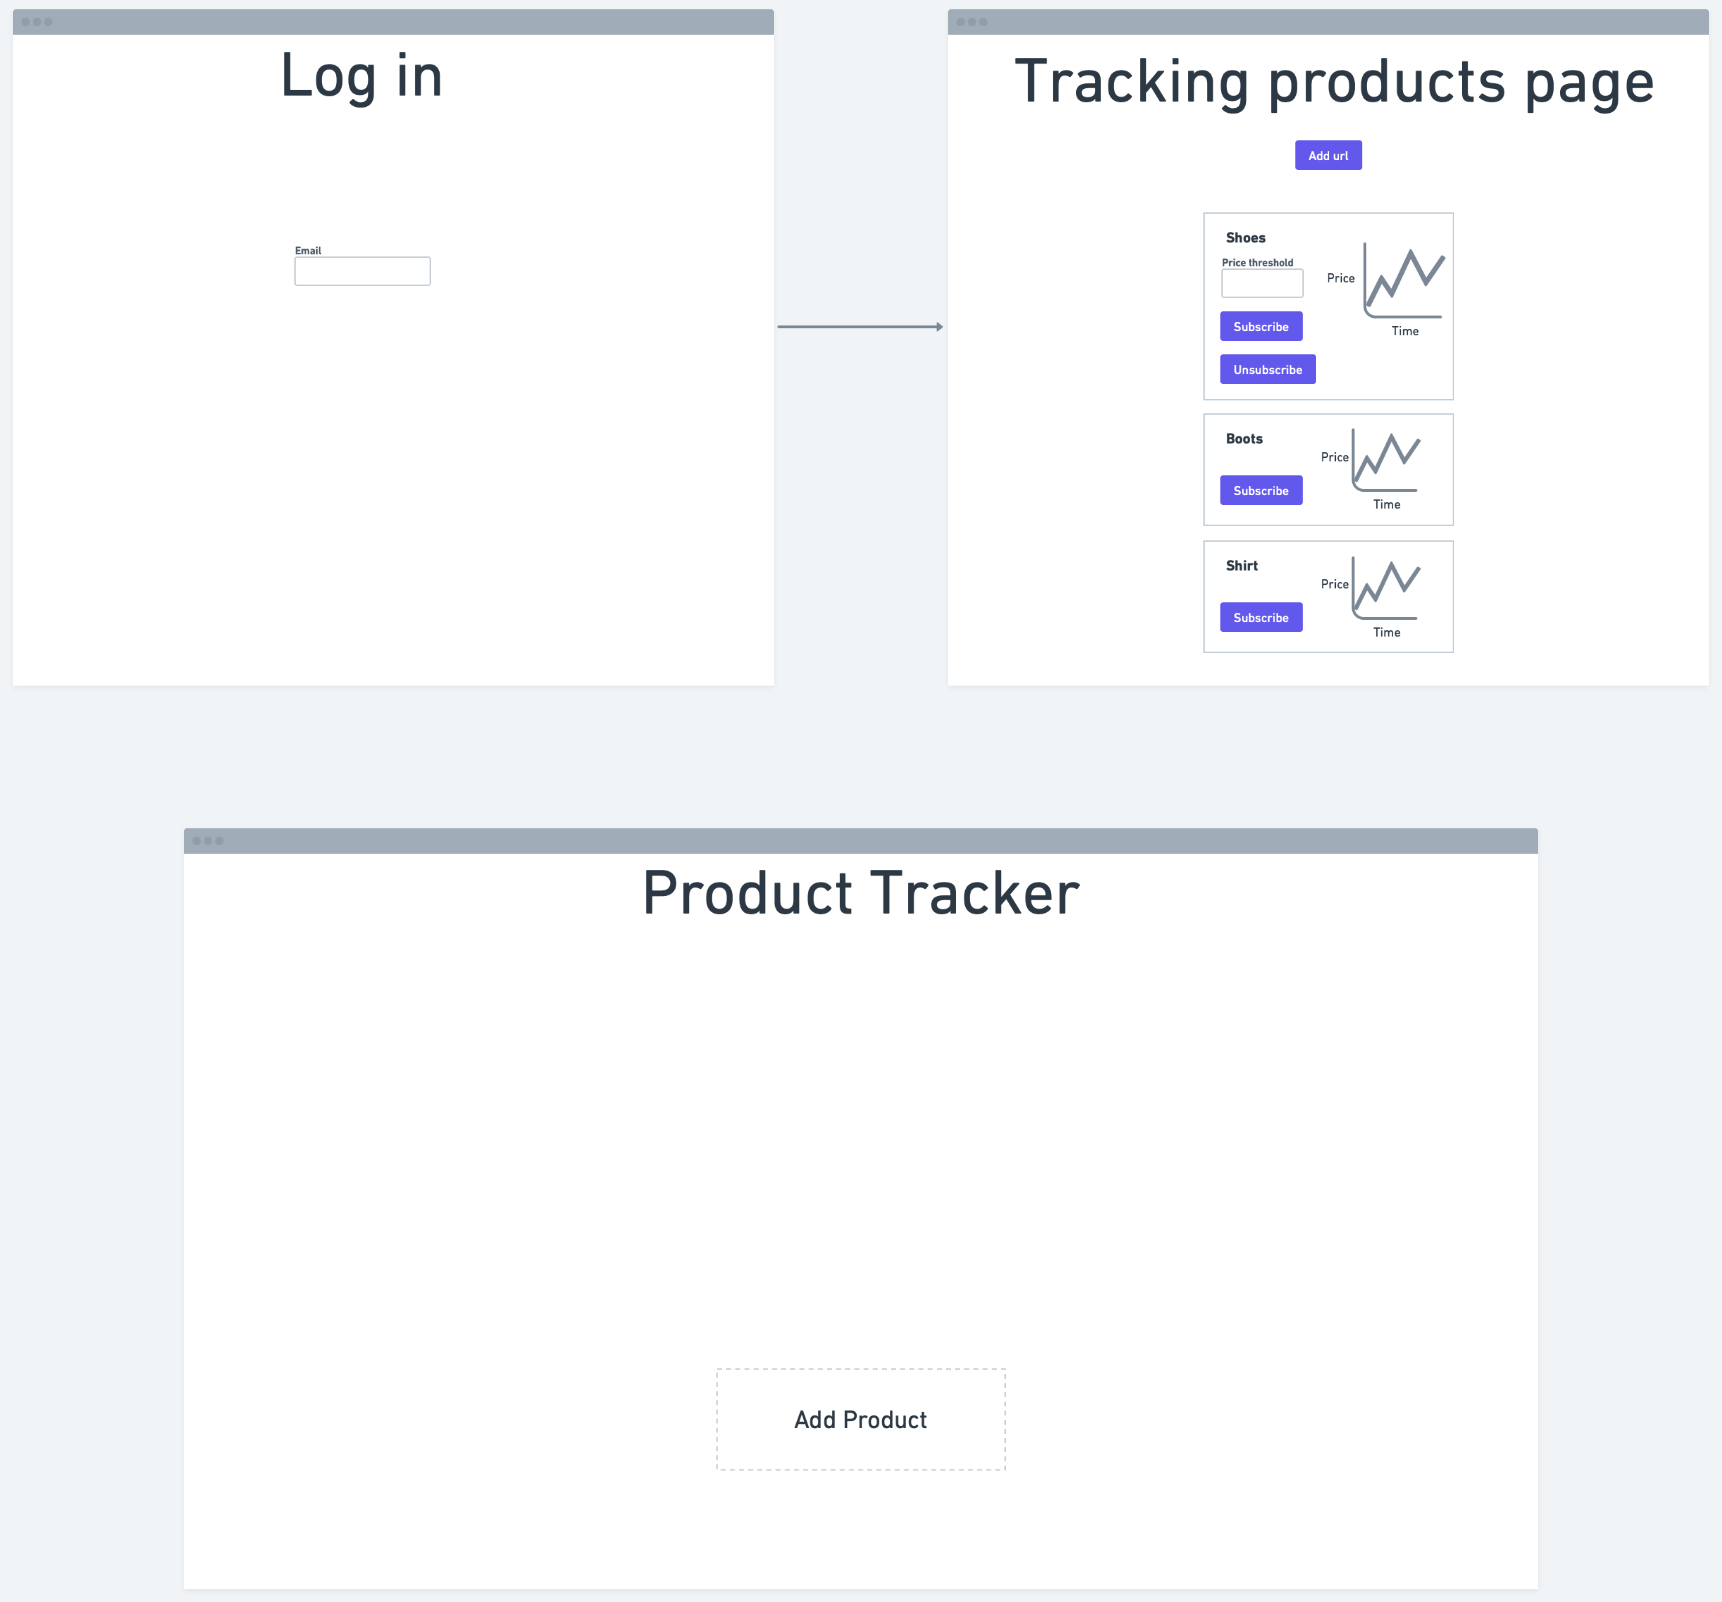 Log in
Email
Tracking products page
Add url
Shoes
Price threshold
Price
Subscribe
Time
Unsubscribe
Boots
Price
Subscribe
Time
Shirt
Price
Subscribe
Time
Product Tracker
Add Product